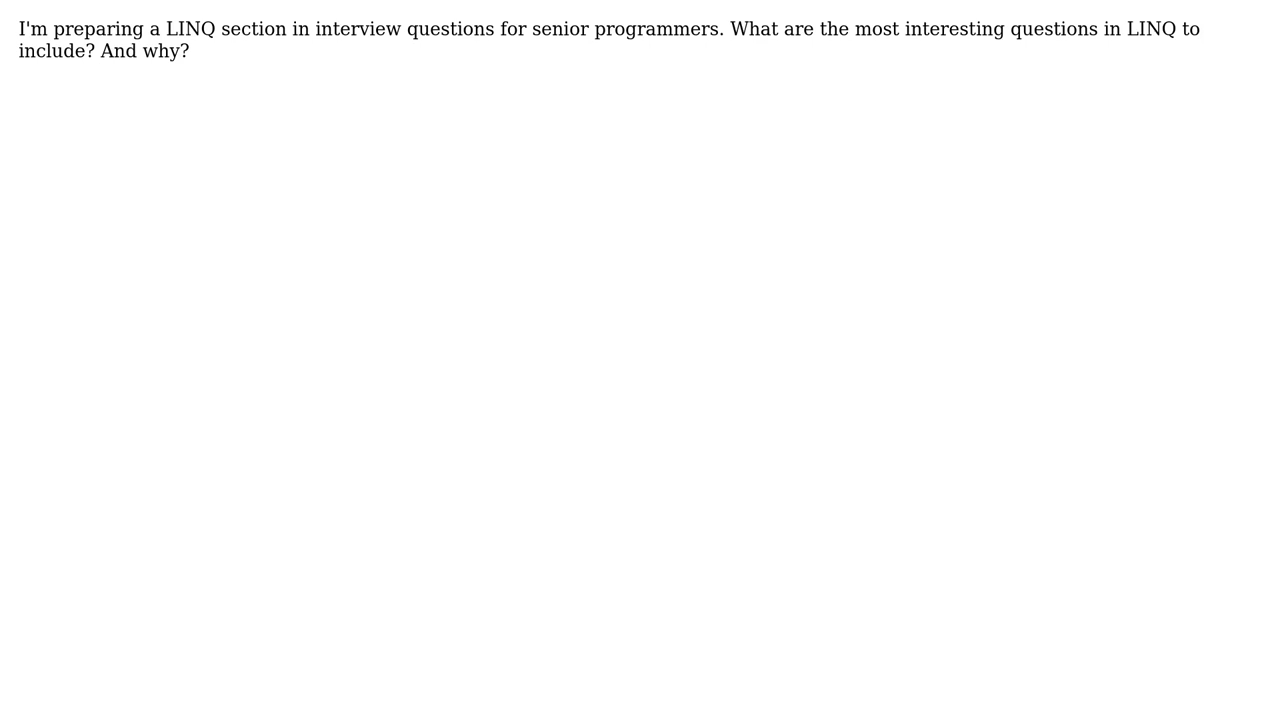 I'm preparing a LINQ section in interview questions for senior programmers. What are the most interesting questions in LINQ to
include? And why?